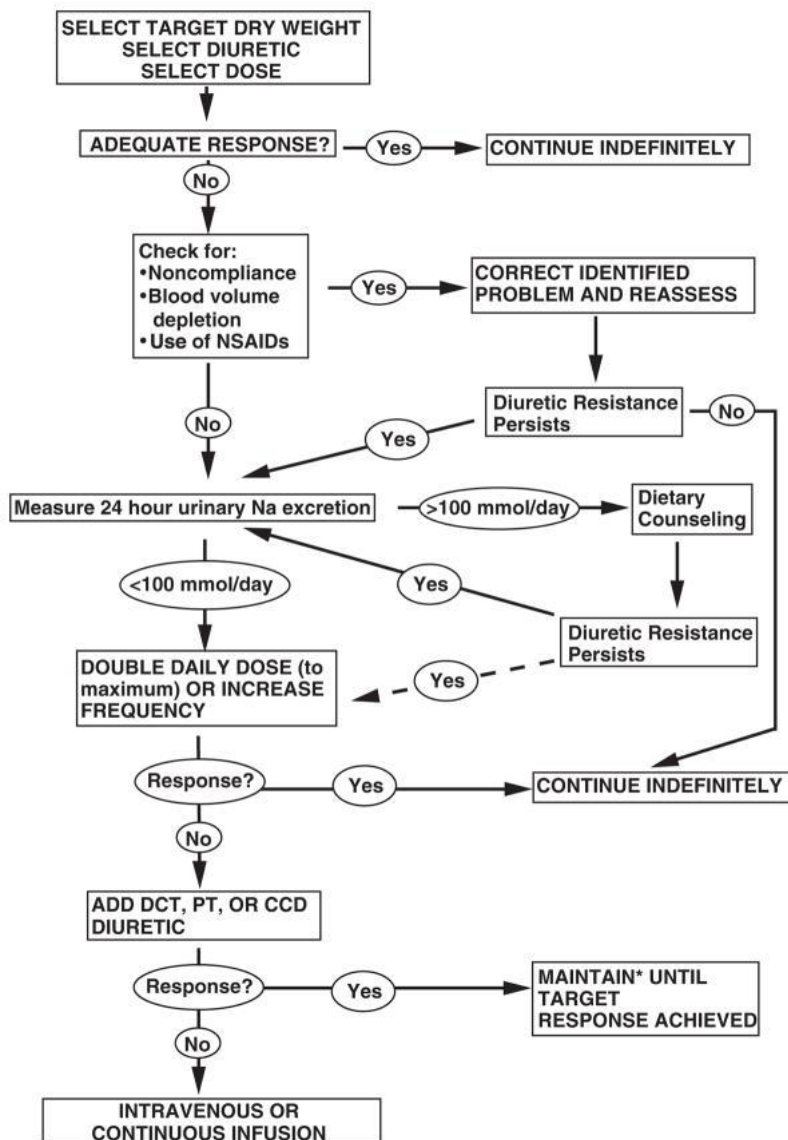 SELECT TARGET DRY WEIGHT
SELECT DIURETIC
SELECT DOSE
ADEQUATE RESPONSE?
Yes
CONTINUE INDEFINITELY
No
Check for:
•Noncompliance
•Blood volume
depletion
•Use of NSAIDs
Yes
CORRECT IDENTIFIED
PROBLEM AND REASSESS
No
Diuretic Resistance
Persists
No
Yes
Measure 24 hour urinary Na excretion
>100 mmol/day
Dietary
Counseling
<100 mmol/day
Yes
Diuretic Resistance
Persists
Yes
DOUBLE DAILY DOSE (to
maximum) OR INCREASE
FREQUENCY
Response?
Yes
CONTINUE INDEFINITELY
No
ADD DCT, PT, OR CCD
DIURETIC
Response?
Yes
MAINTAIN* UNTIL
TARGET
RESPONSE ACHIEVED
No
INTRAVENOUS OR
CONTINUOUS INFUSION